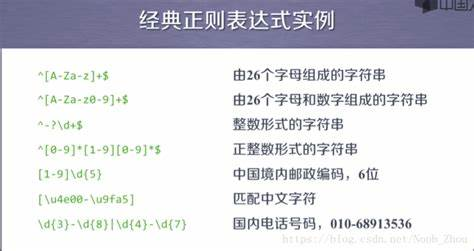 中国大
经典正则表达式实例
^[A-Za-z]+$ 由26个字母组成的字符串
^[A-Za-z0-9]+$ 由26个字母和数字组成的字符串
^-?\d+$ 整数形式的字符串
^[0-9]*[1-9][0-9]*$ 正整数形式的字符串
[1-9]\d{5} 中国境内邮政编码，6位
[\u4e00-\u9fa5] 匹配中文字符
\d{3}-\d{8}|\d{4}-\d{7} 国内电话号码，010-68913536
https://blog.csdn.net/Noob_Zhou